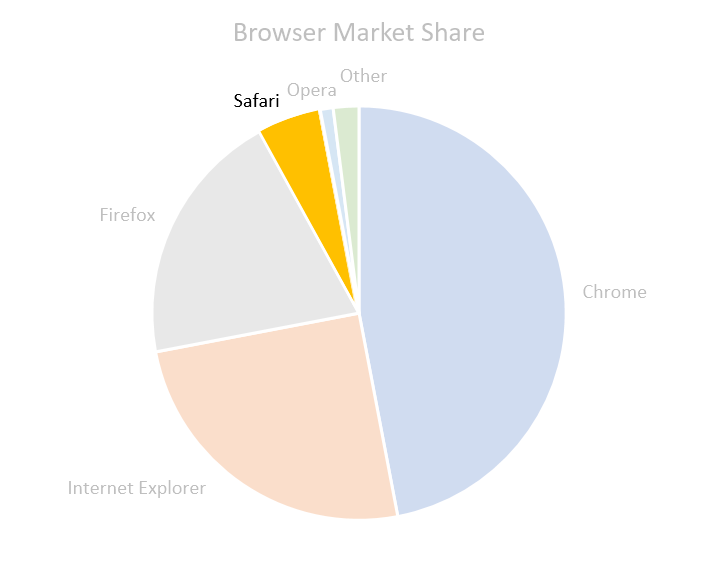 Browser Market Share
Other
Opera
Safari
Firefox
Chrome
Internet Explorer